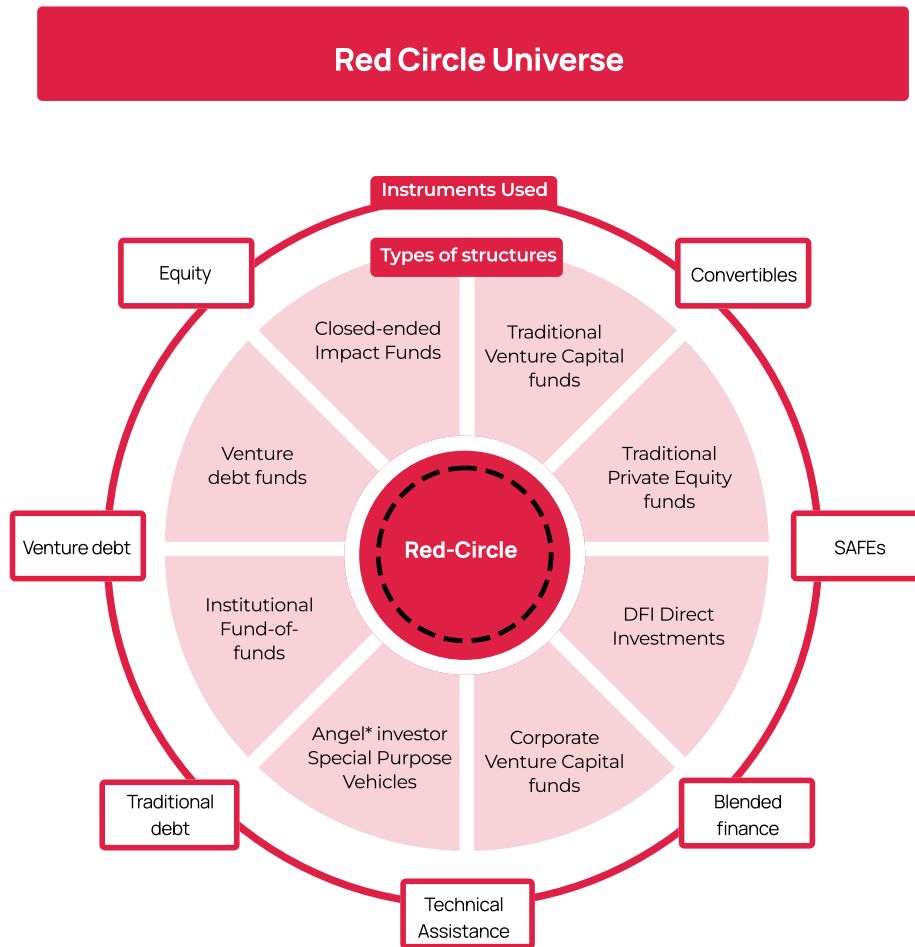 Red Circle Universe
Instruments Used
Types of structures
Equity
Convertibles
Closed-ended
Impact Funds
Traditional
Venture Capital
funds
Venture
debt funds
Traditional
Private Equity
funds
Venture debt
Red-Circle
SAFEs
Institutional
Fund-of-
funds
DFI Direct
Investments
Angel* investor
Special Purpose
Vehicles
Corporate
Venture Capital
funds
Traditional
debt
Blended
finance
Technical
Assistance